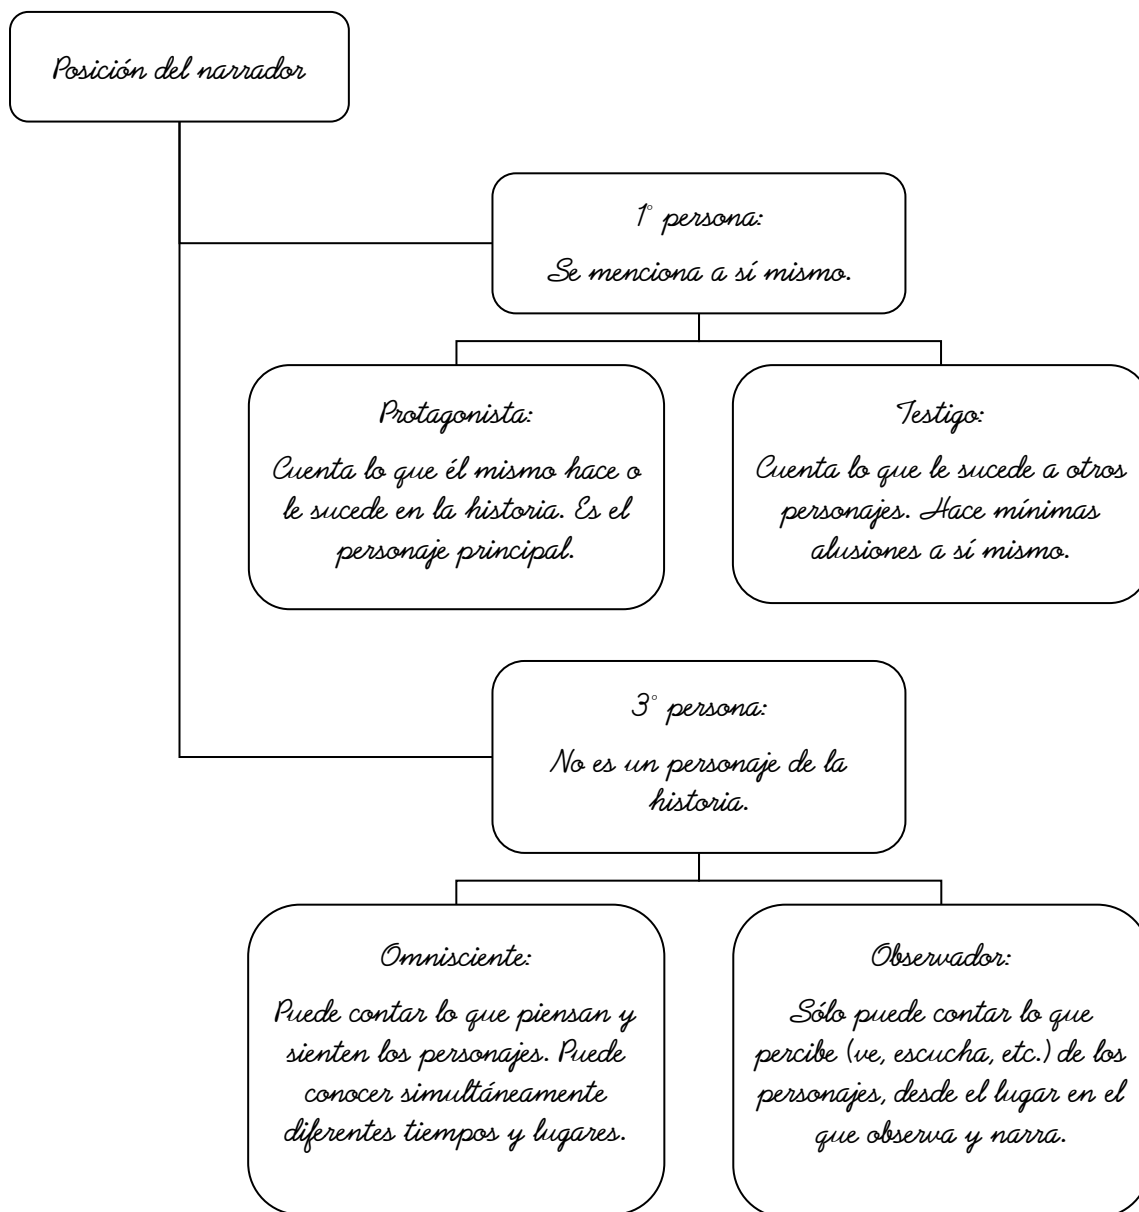 Posición del narrador
1° persona:
Se menciona a sí mismo.
Protagonista:
Cuenta lo que él mismo hace o
le sucede en la historia. Es el
personaje principal.
Testigo:
Cuenta lo que le sucede a otros
personajes. Hace mínimas
alusiones a sí mismo.
3° persona:
No es un personaje de la
historia.
Omnisciente:
Puede contar lo que piensan y
sienten los personajes. Puede
conocer simultáneamente
diferentes tiempos y lugares.
Observador:
Sólo puede contar lo que
percibe (ve, escucha, etc.) de los
personajes, desde el lugar en el
que observa y narra.